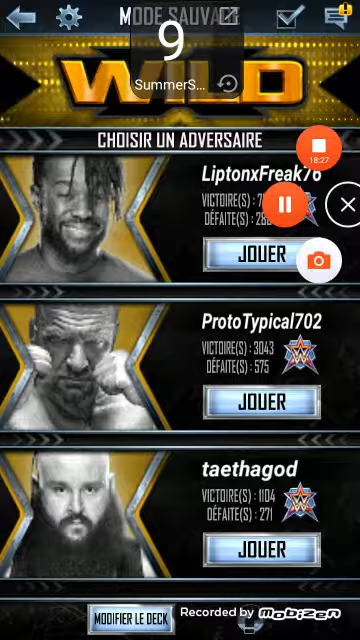 MODE SAUVAGE
9
SummerS...
WILD
CHOISIR UN ADVERSAIRE
18:27
LiptonxFreak76
VICTOIRE(S) :
DÉFAITE(S) :
JOUER
ProtoTypical702
VICTOIRE(S) : 3043
DÉFAITE(S) : 575
JOUER
taethagod
VICTOIRE(S) : 1104
DÉFAITE(S) : 271
JOUER
MODIFIER LE DECK
Recorded by mobizen